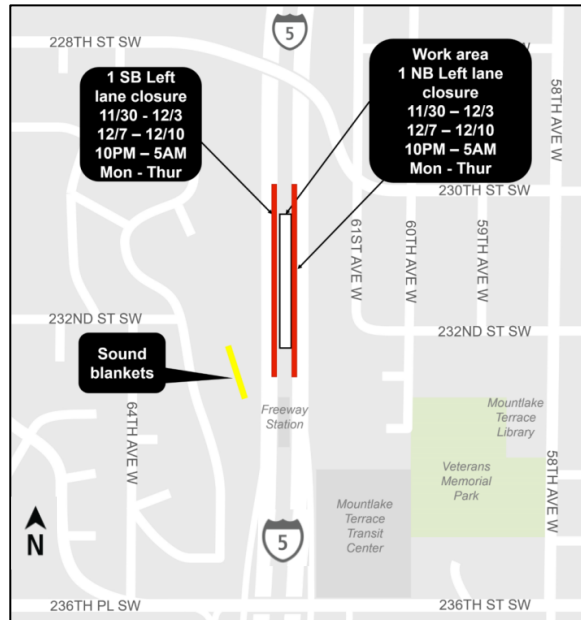 5
228TH ST SW
1 SB Left
lane closure
11/30 - 12/3
12/7 – 12/10
10PM – 5AM
Mon - Thur
Work area
1 NB Left lane
closure
11/30 – 12/3
12/7 – 12/10
10PM – 5AM
Mon - Thur
SW
58TH AVE W
230TH ST SW
61ST AVE W
60TH AVE W
59TH AVE W
232ND ST SW
232ND ST SW
Sound
blankets
64TH AVE W
Freeway
Station
Mountlake
Terrace
Library
Veterans
Memorial
Park
58TH AVE W
Mountlake
Terrace
Transit
Center
N
5
236TH PL SW
236TH ST SW